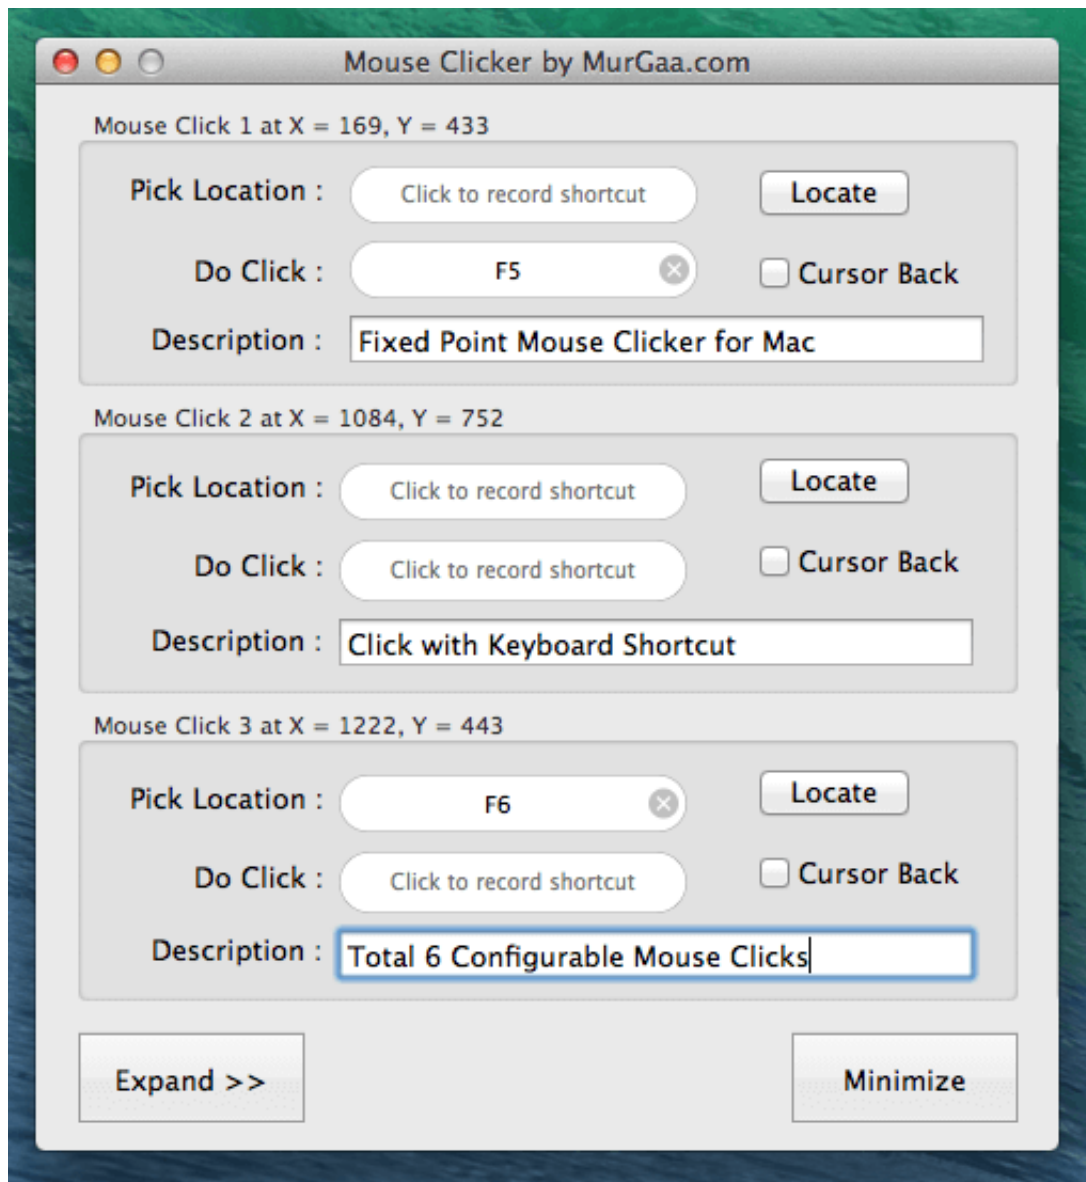 Mouse Clicker by MurGaa.com
Mouse Click 1 at X = 169, Y = 433
Pick Location : Click to record shortcut Locate
Do Click : F5 Cursor Back
Description : Fixed Point Mouse Clicker for Mac
Mouse Click 2 at X = 1084, Y = 752
Pick Location : Click to record shortcut Locate
Do Click : Click to record shortcut Cursor Back
Description : Click with Keyboard Shortcut
Mouse Click 3 at X = 1222, Y = 443
Pick Location : F6 Locate
Do Click : Click to record shortcut Cursor Back
Description : Total 6 Configurable Mouse Clicks
Expand >> Minimize